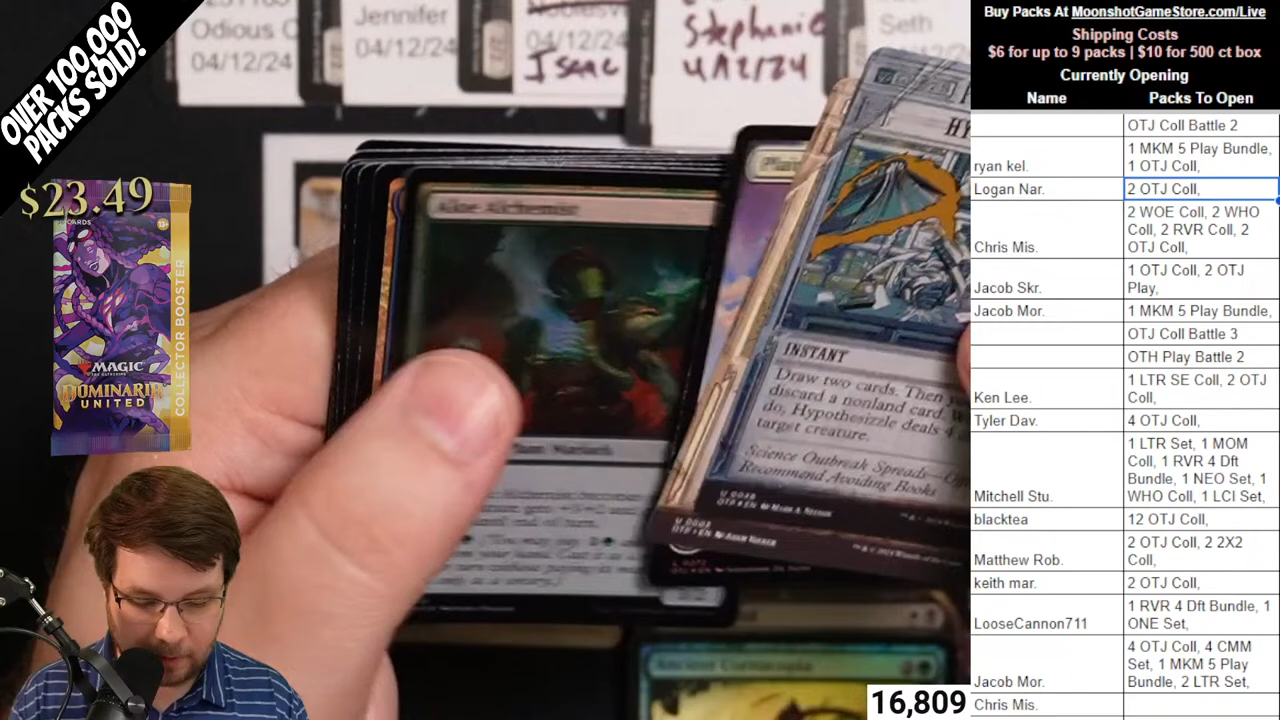 OVER 100,000
PACKS SOLD!
$23.49
MAGIC
DOMINARIA
UNITED
COLLECTOR BOOSTER
Odious
04/12/24
Jennifer
04/12/24
04/12/24
Isaac
Stephanie
4/12/24
Seth
04/12/24
Aloe Alchemist
INSTANT
Draw two cards. Then
discard a nonland card.
do, Hypothesizzle deals 4
target creature.
Science Outbreak Spreads—
Recommend Avoiding Books
Ancient Cornucopia
16,809
Buy Packs At MoonshotGameStore.com/Live
Shipping Costs
$6 for up to 9 packs | $10 for 500 ct box
Currently Opening
Name Packs To Open
OTJ Coll Battle 2
ryan kel. 1 MKM 5 Play Bundle,
1 OTJ Coll,
Logan Nar. 2 OTJ Coll,
Chris Mis. 2 WOE Coll, 2 WHO
Coll, 2 RVR Coll, 2
OTJ Coll,
Jacob Skr. 1 OTJ Coll, 2 OTJ
Play,
Jacob Mor. 1 MKM 5 Play Bundle,
OTJ Coll Battle 3
OTH Play Battle 2
Ken Lee. 1 LTR SE Coll, 2 OTJ
Coll,
Tyler Dav. 4 OTJ Coll,
Mitchell Stu. 1 LTR Set, 1 MOM
Coll, 1 RVR 4 Dft
Bundle, 1 NEO Set, 1
WHO Coll, 1 LCI Set,
blacktea 12 OTJ Coll,
Matthew Rob. 2 OTJ Coll, 2 2X2
Coll,
keith mar. 2 OTJ Coll,
LooseCannon711 1 RVR 4 Dft Bundle, 1
ONE Set,
Jacob Mor. 4 OTJ Coll, 4 CMM
Set, 1 MKM 5 Play
Bundle, 2 LTR Set,
Chris Mis.